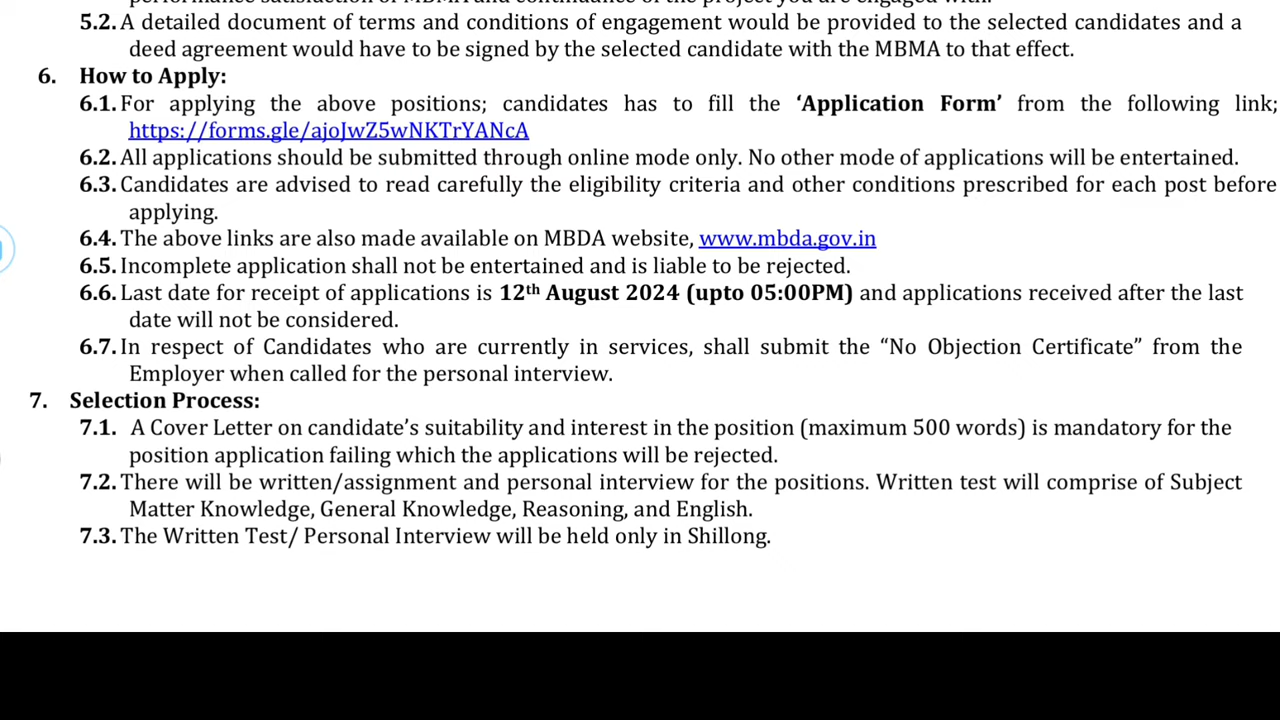 performance satisfaction of MBMA and continuance of the project you are engaged with.
5.2. A detailed document of terms and conditions of engagement would be provided to the selected candidates and a
deed agreement would have to be signed by the selected candidate with the MBMA to that effect.
6. How to Apply:
6.1. For applying the above positions; candidates has to fill the ‘Application Form’ from the following link;
https://forms.gle/ajoJwZ5wNKTrYANcA
6.2. All applications should be submitted through online mode only. No other mode of applications will be entertained.
6.3. Candidates are advised to read carefully the eligibility criteria and other conditions prescribed for each post before
applying.
6.4. The above links are also made available on MBDA website, www.mbda.gov.in
6.5. Incomplete application shall not be entertained and is liable to be rejected.
6.6. Last date for receipt of applications is 12th August 2024 (upto 05:00PM) and applications received after the last
date will not be considered.
6.7. In respect of Candidates who are currently in services, shall submit the “No Objection Certificate” from the
Employer when called for the personal interview.
7. Selection Process:
7.1. A Cover Letter on candidate’s suitability and interest in the position (maximum 500 words) is mandatory for the
position application failing which the applications will be rejected.
7.2. There will be written/assignment and personal interview for the positions. Written test will comprise of Subject
Matter Knowledge, General Knowledge, Reasoning, and English.
7.3. The Written Test/ Personal Interview will be held only in Shillong.